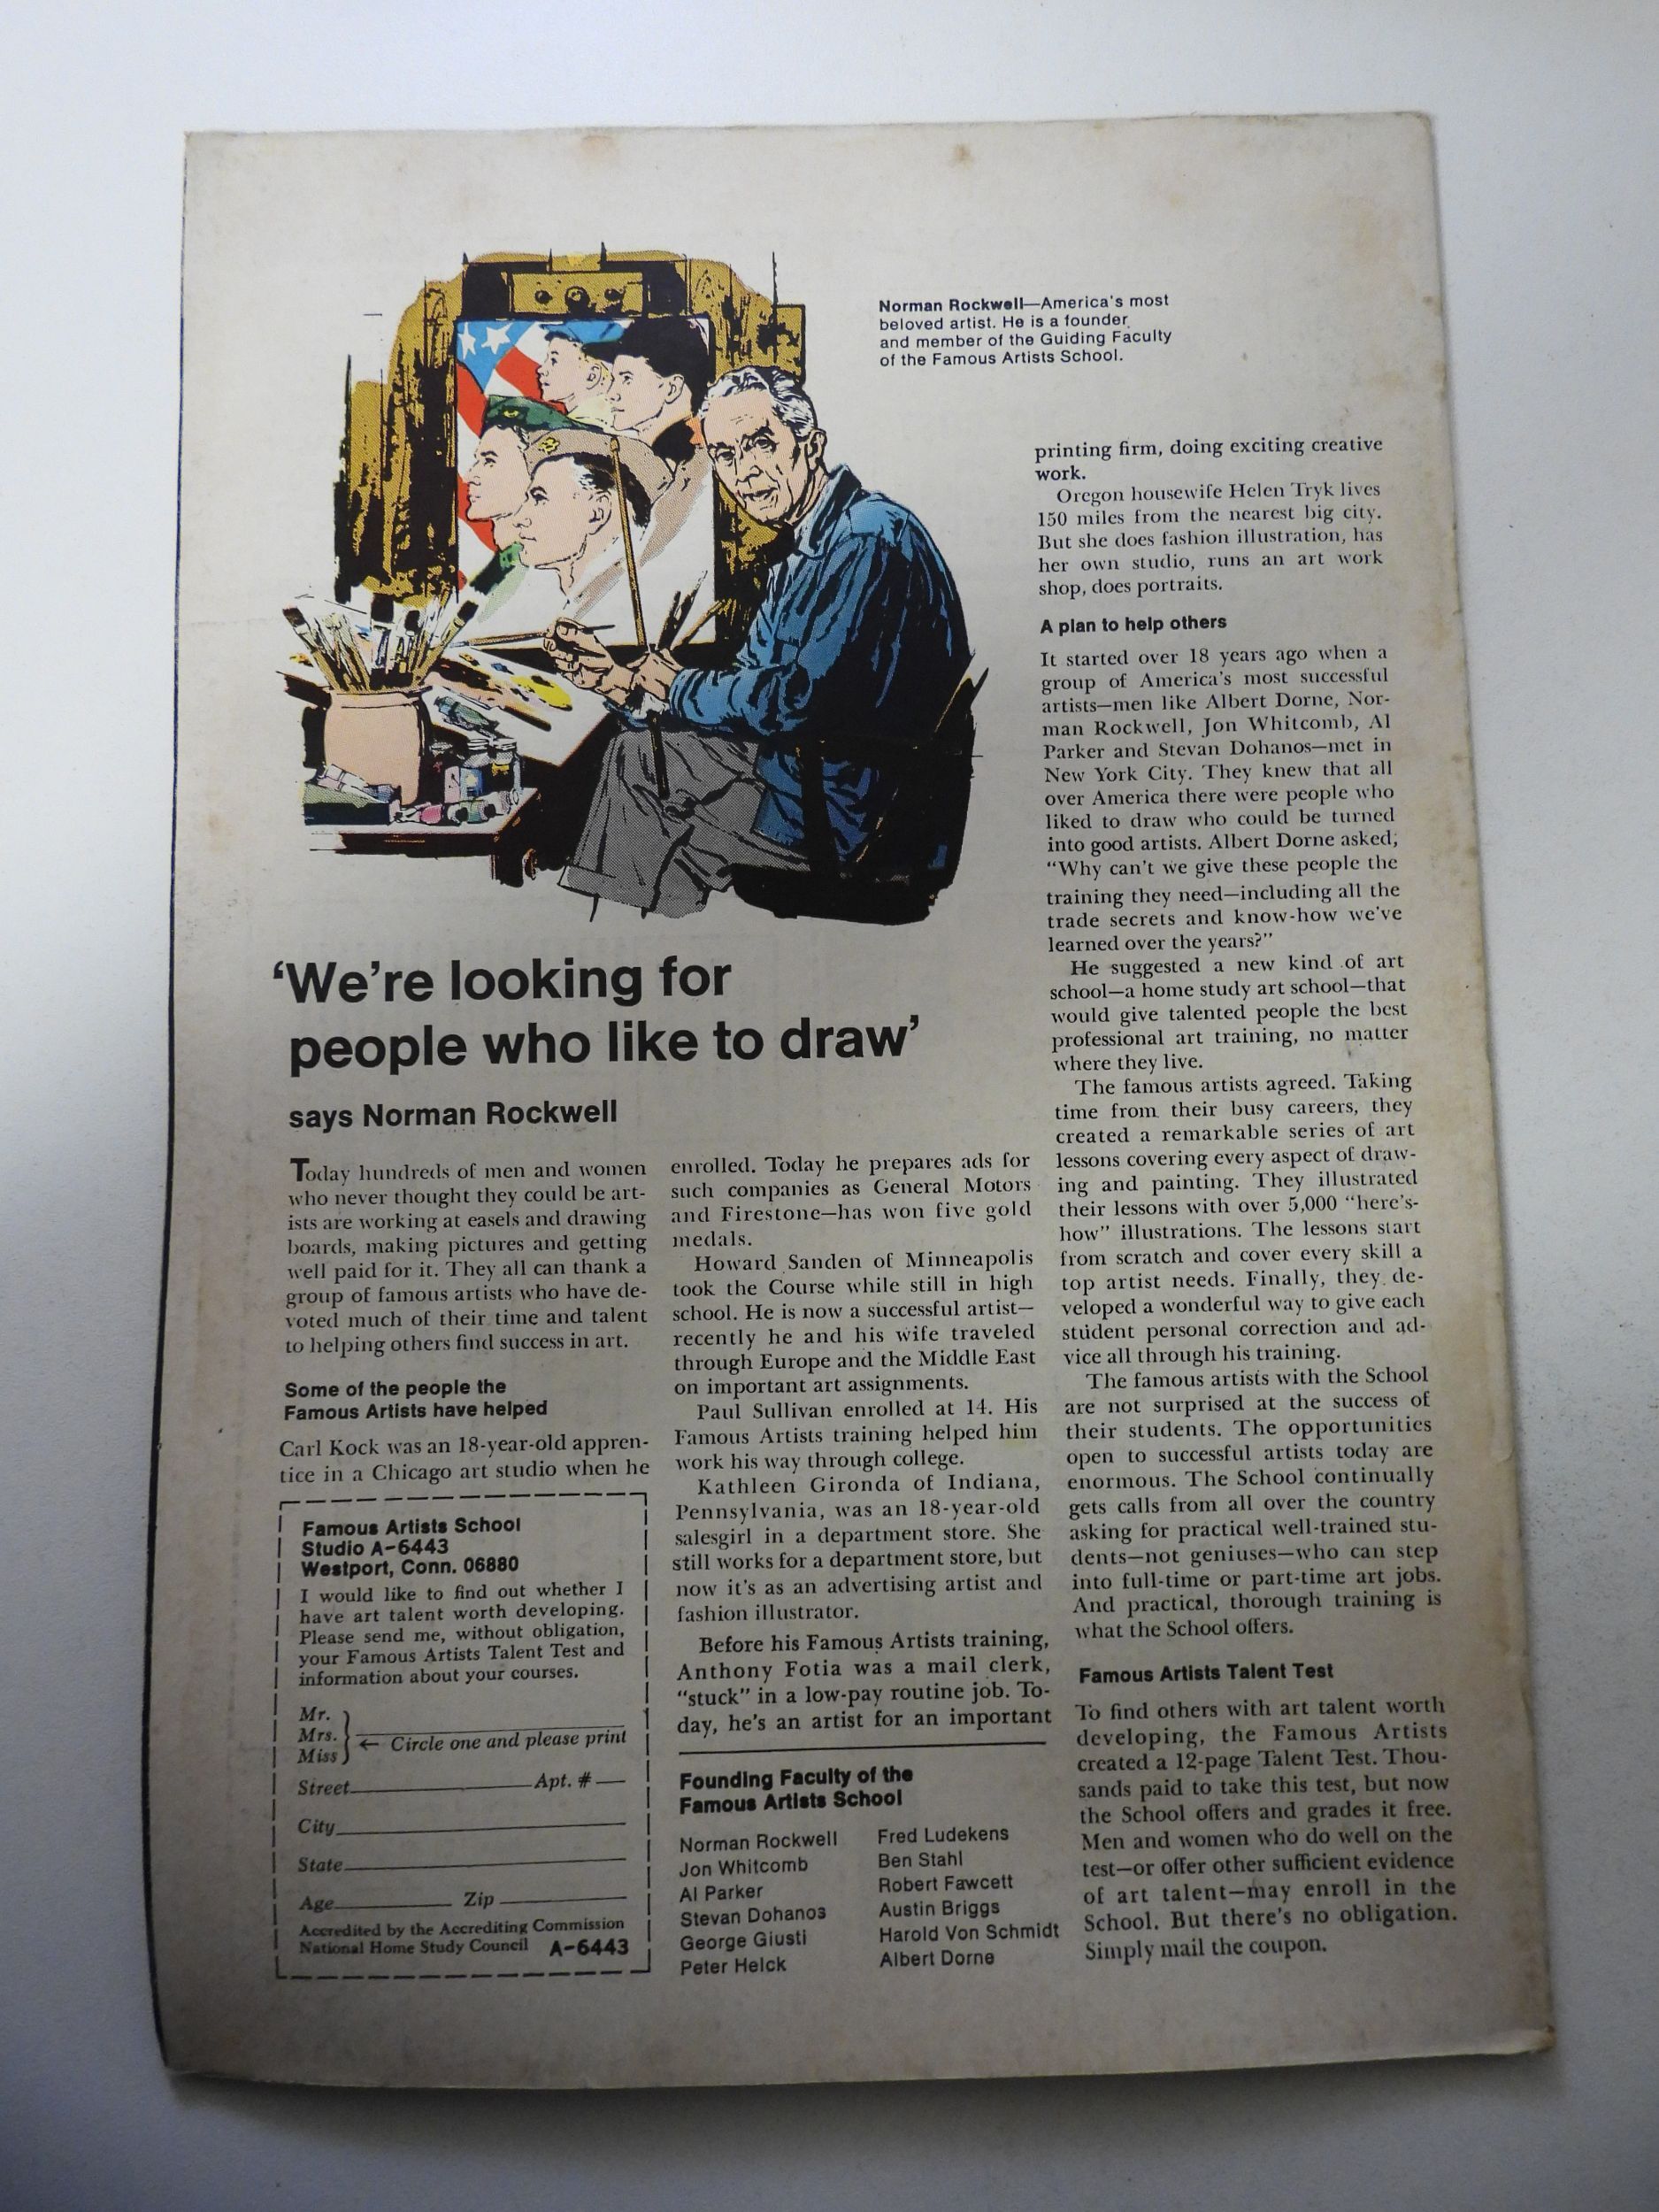 Norman Rockwell—America's most
beloved artist. He is a founder
and member of the Guiding Faculty
of the Famous Artists School.
'We're looking for
people who like to draw'
says Norman Rockwell
Today hundreds of men and women
who never thought they could be art-
ists are working at easels and drawing
boards, making pictures and getting
well paid for it. They all can thank a
group of famous artists who have de-
voted much of their time and talent
to helping others find success in art.
Some of the people the
Famous Artists have helped
Carl Kock was an 18-year-old appren-
tice in a Chicago art studio when he
enrolled. Today he prepares ads for
such companies as General Motors
and Firestone—has won five gold
medals.
Howard Sanden of Minneapolis
took the Course while still in high
school. He is now a successful artist—
recently he and his wife traveled
through Europe and the Middle East
on important art assignments.
Paul Sullivan enrolled at 14. His
Famous Artists training helped him
work his way through college.
Kathleen Gironda of Indiana,
Pennsylvania, was an 18-year-old
salesgirl in a department store. She
still works for a department store, but
now it's as an advertising artist and
fashion illustrator.
Before his Famous Artists training,
Anthony Fotia was a mail clerk,
"stuck" in a low-pay routine job. To-
day, he's an artist for an important
printing firm, doing exciting creative
work.
Oregon housewife Helen Tryk lives
150 miles from the nearest big city.
But she does fashion illustration, has
her own studio, runs an art work
shop, does portraits.
A plan to help others
It started over 18 years ago when a
group of America's most successful
artists—men like Albert Dorne, Nor-
man Rockwell, Jon Whitcomb, Al
Parker and Stevan Dohanos—met in
New York City. They knew that all
over America there were people who
liked to draw who could be turned
into good artists. Albert Dorne asked,
"Why can't we give these people the
training they need—including all the
trade secrets and know-how we've
learned over the years?"
He suggested a new kind of art
school—a home study art school—that
would give talented people the best
professional art training, no matter
where they live.
The famous artists agreed. Taking
time from their busy careers, they
created a remarkable series of art
lessons covering every aspect of draw-
ing and painting. They illustrated
their lessons with over 5,000 "here's-
how" illustrations. The lessons start
from scratch and cover every skill a
top artist needs. Finally, they de-
veloped a wonderful way to give each
student personal correction and ad-
vice all through his training.
The famous artists with the School
are not surprised at the success of
their students. The opportunities
open to successful artists today are
enormous. The School continually
gets calls from all over the country
asking for practical well-trained stu-
dents—not geniuses—who can step
into full-time or part-time art jobs.
And practical, thorough training is
what the School offers.
Famous Artists Talent Test
To find others with art talent worth
developing, the Famous Artists
created a 12-page Talent Test. Thou-
sands paid to take this test, but now
the School offers and grades it free.
Men and women who do well on the
test—or offer other sufficient evidence
of art talent—may enroll in the
School. But there's no obligation.
Simply mail the coupon.
Famous Artists School
Studio A-6443
Westport, Conn. 06880
I would like to find out whether I
have art talent worth developing.
Please send me, without obligation,
your Famous Artists Talent Test and
information about your courses.
Mr.
Mrs. ← Circle one and please print
Miss
Street Apt. #
City
State
Age Zip
Accredited by the Accrediting Commission
National Home Study Council A-6443
Founding Faculty of the
Famous Artists School
Norman Rockwell
Jon Whitcomb
Al Parker
Stevan Dohanos
George Giusti
Peter Helck
Fred Ludekens
Ben Stahl
Robert Fawcett
Austin Briggs
Harold Von Schmidt
Albert Dorne